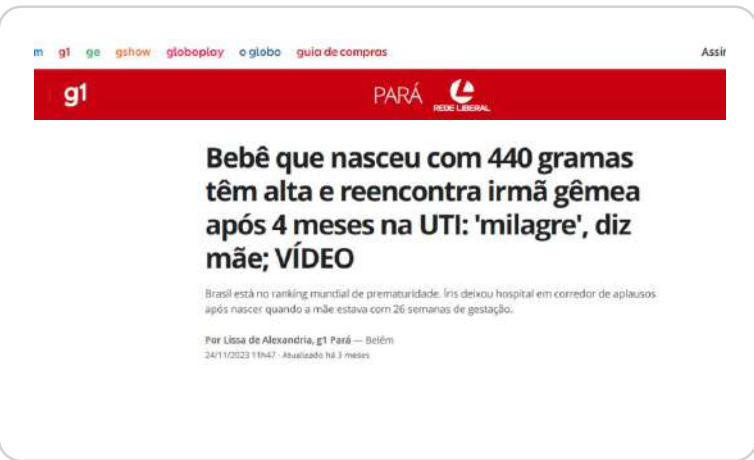 m g1 ge gshow globoplay o globo guia de compras Assir
g1 PARÁ REDE LIBERAL
Bebê que nasceu com 440 gramas
têm alta e reencontra irmã gêmea
após 4 meses na UTI: 'milagre', diz
mãe; VÍDEO
Brasil está no ranking mundial de prematuridade. Íris deixou hospital em corredor de aplausos
após nascer quando a mãe estava com 26 semanas de gestação.
Por Lissa de Alexandria, g1 Pará — Belém
24/11/2023 11h47 · Atualizado há 3 meses